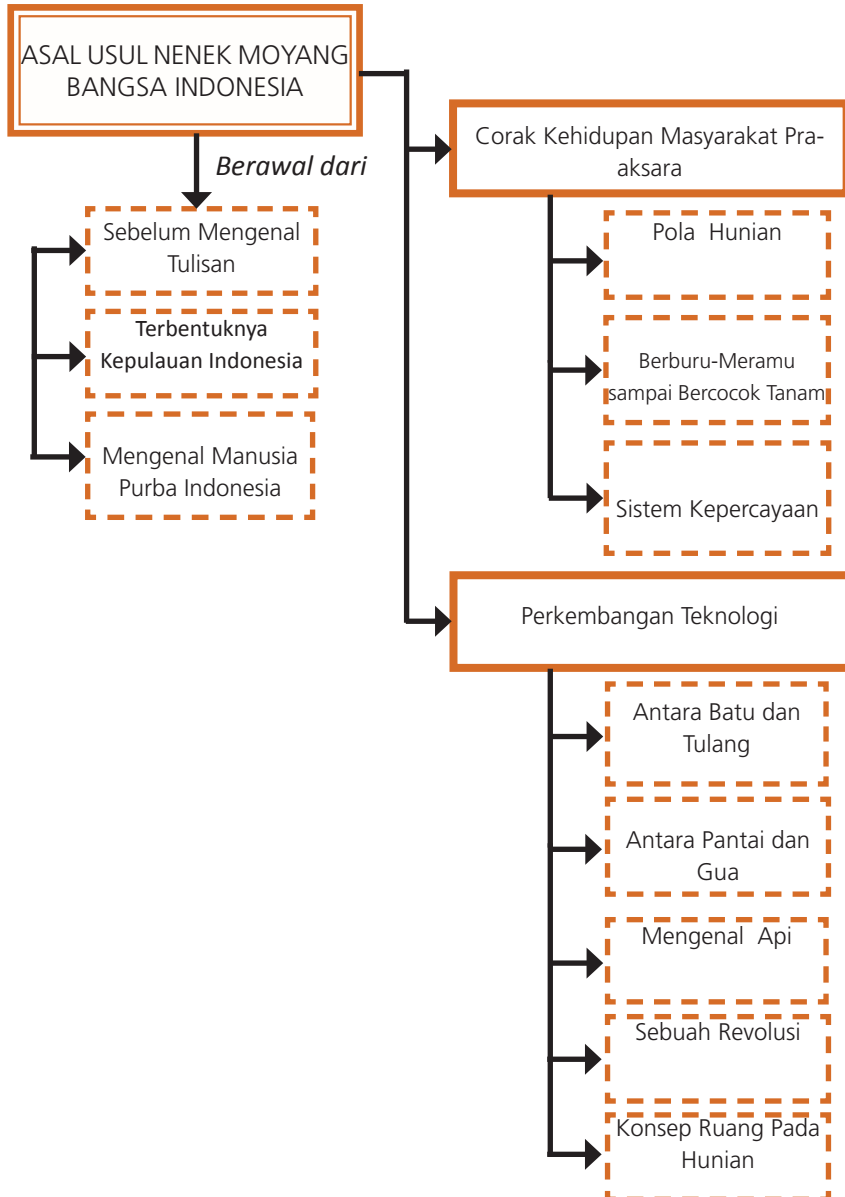 ASAL USUL NENEK MOYANG
BANGSA INDONESIA
Berawal dari
Sebelum Mengenal
Tulisan
Terbentuknya
Kepulauan Indonesia
Mengenal Manusia
Purba Indonesia
Corak Kehidupan Masyarakat Pra-
aksara
Pola Hunian
Berburu-Meramu
sampai Bercocok Tanam
Sistem Kepercayaan
Perkembangan Teknologi
Antara Batu dan
Tulang
Antara Pantai dan
Gua
Mengenal Api
Sebuah Revolusi
Konsep Ruang Pada
Hunian